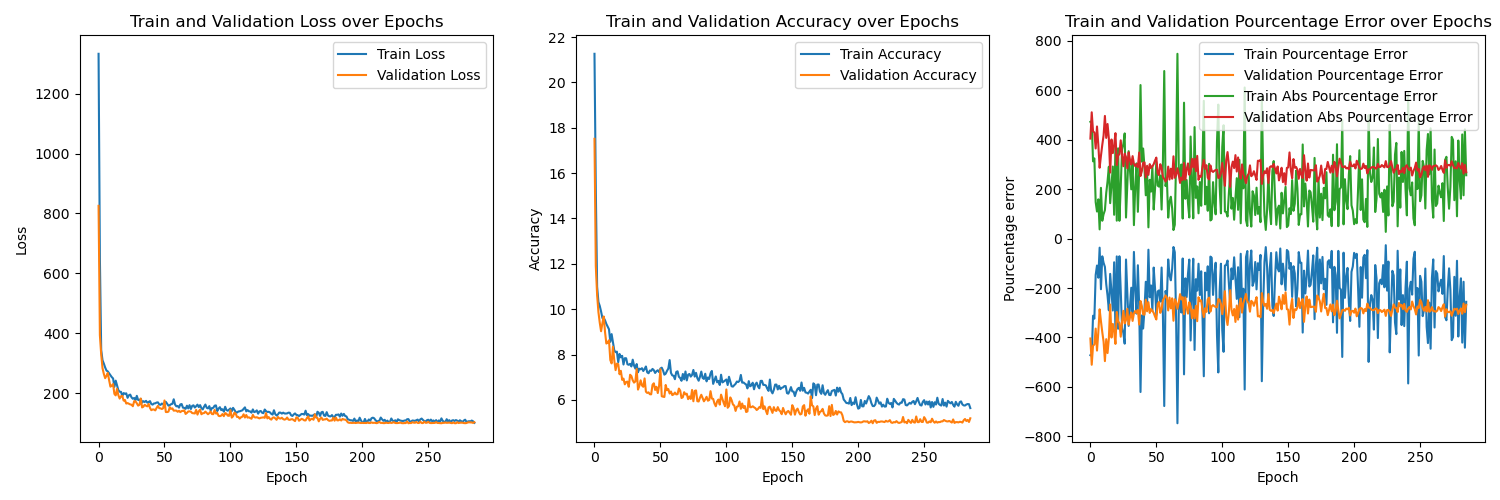 Train and Validation Loss over Epochs
Train Loss
Validation Loss
1200
1000
800
600
400
200
Loss
0 50 100 150 200 250
Epoch
Train and Validation Accuracy over Epochs
Train Accuracy
Validation Accuracy
22
20
18
16
14
12
10
8
6
Accuracy
0 50 100 150 200 250
Epoch
Train and Validation Pourcentage Error over Epochs
Train Pourcentage Error
Validation Pourcentage Error
Train Abs Pourcentage Error
Validation Abs Pourcentage Error
800
600
400
200
0
−200
−400
−600
−800
Pourcentage error
0 50 100 150 200 250
Epoch